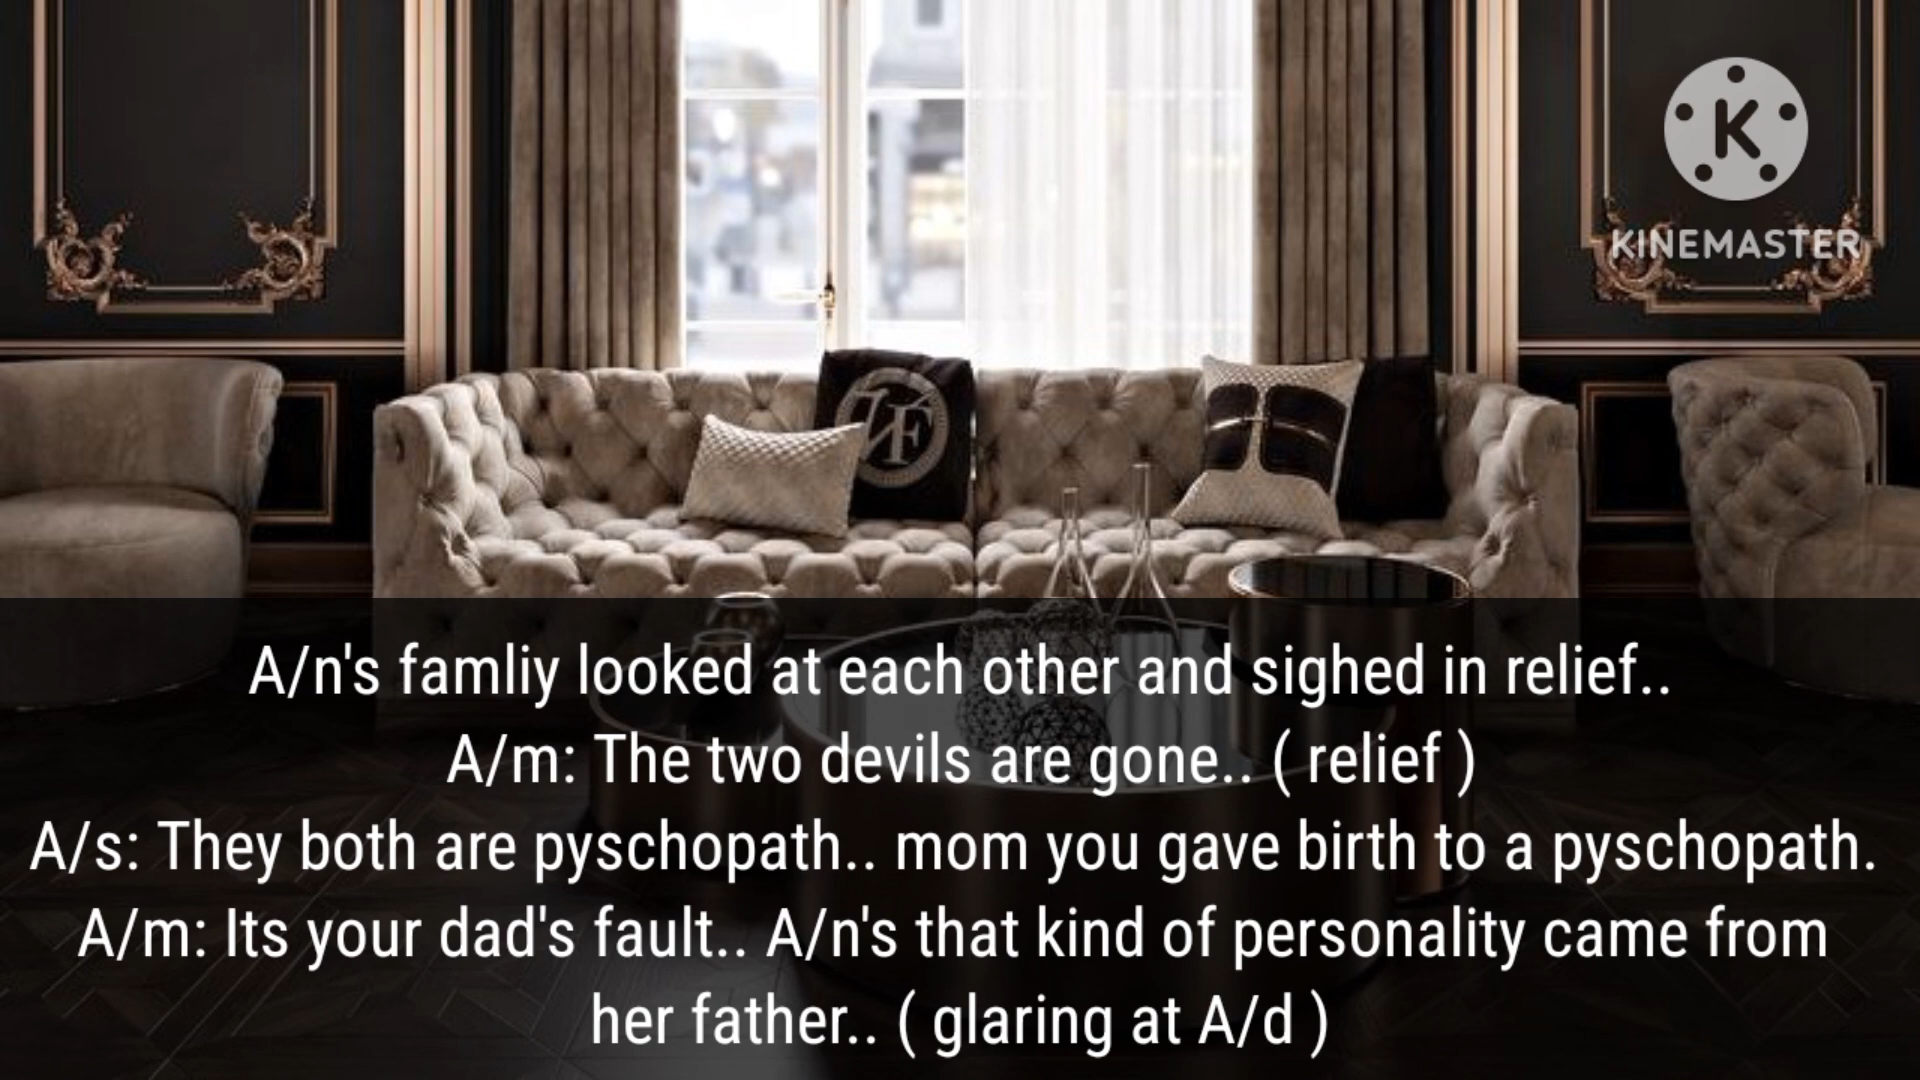 K
KINEMASTER
A/n's famliy looked at each other and sighed in relief..
A/m: The two devils are gone.. ( relief )
A/s: They both are pyschopath.. mom you gave birth to a pyschopath.
A/m: Its your dad's fault.. A/n's that kind of personality came from
her father.. ( glaring at A/d )